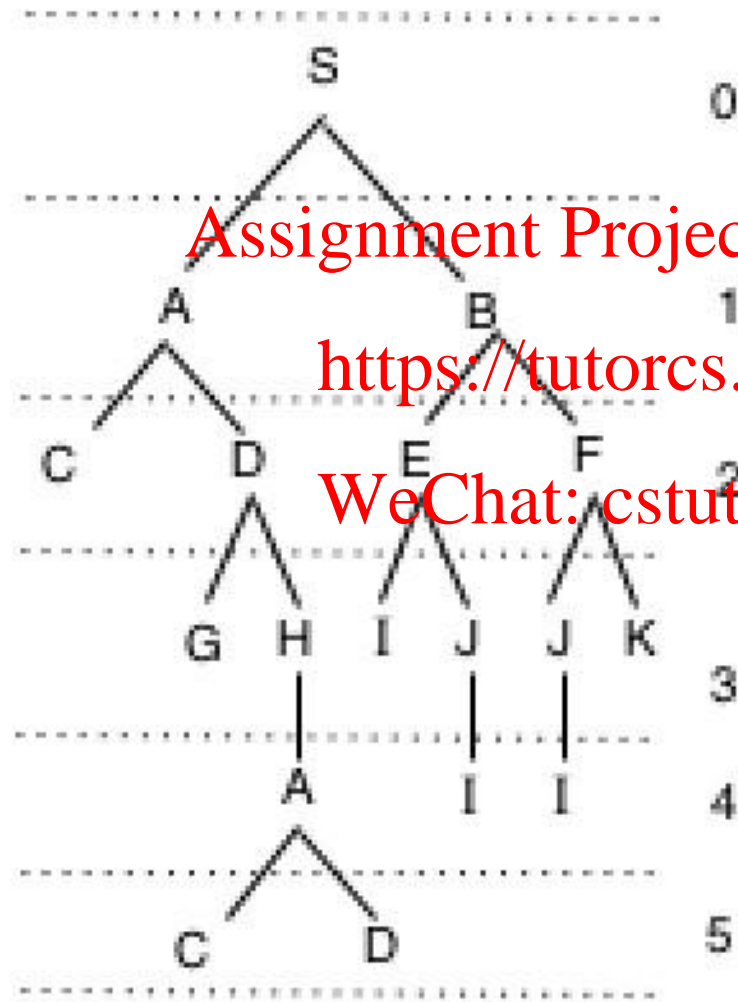 S
0
Assignment Projec
A B 1
https://tutorcs.
C D E F 2
WeChat: cstut
G H I J J K
3
A I I 4
C D 5